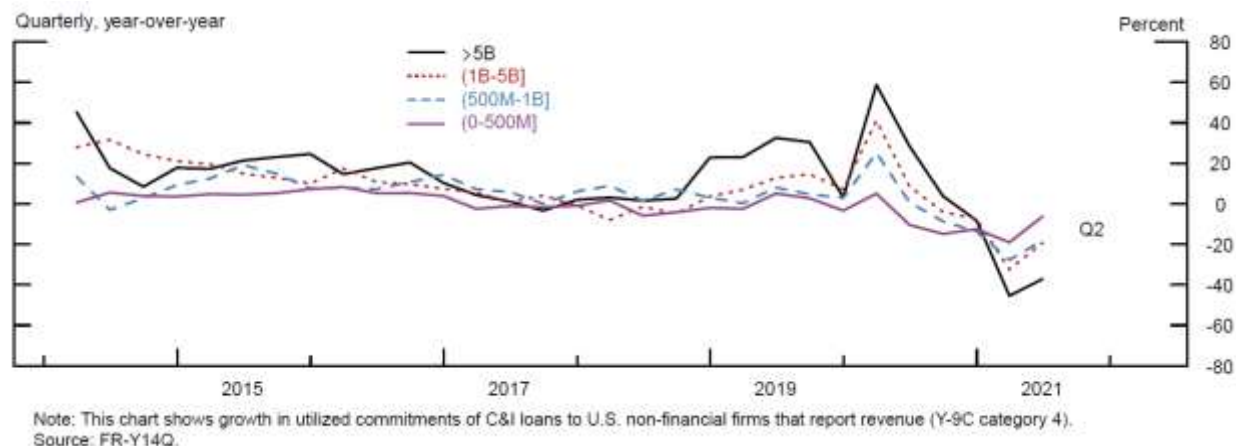 Quarterly, year-over-year
Percent
>5B
(1B-5B]
(500M-1B]
(0-500M]
80
60
40
20
0
-20
-40
-60
-80
Q2
2015
2017
2019
2021
Note: This chart shows growth in utilized commitments of C&I loans to U.S. non-financial firms that report revenue (Y-9C category 4).
Source: FR-Y14Q.